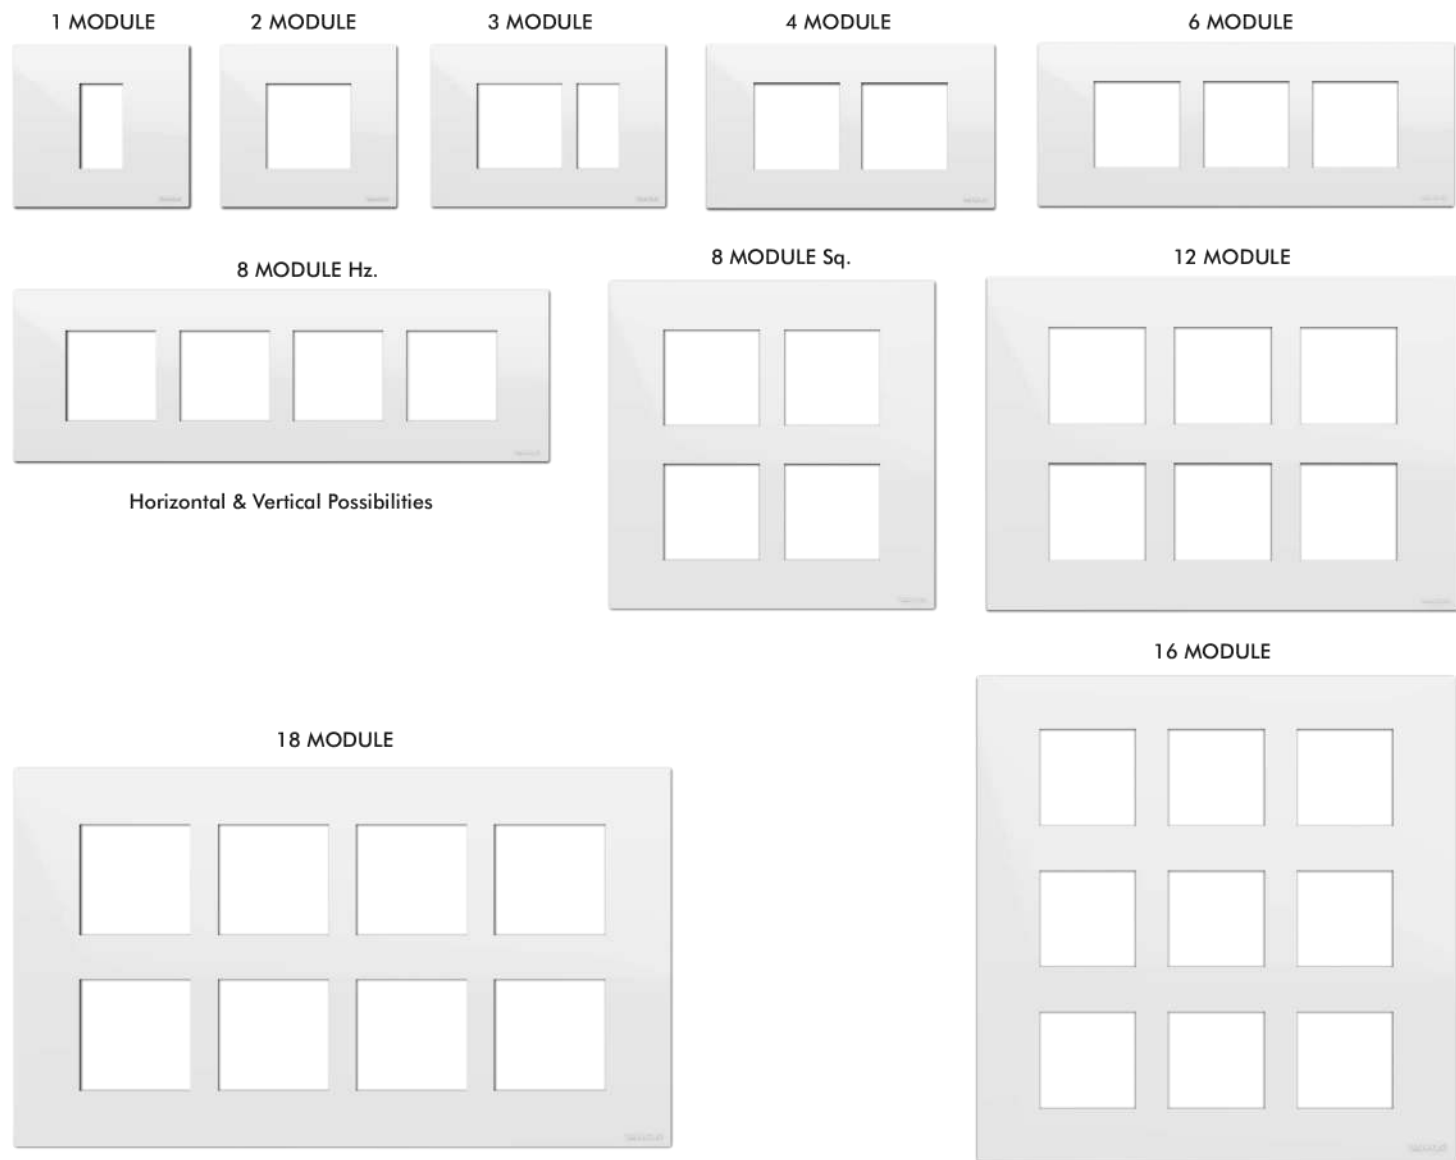 1 MODULE
2 MODULE
3 MODULE
4 MODULE
6 MODULE
8 MODULE Hz.
8 MODULE Sq.
12 MODULE
Horizontal & Vertical Possibilities
16 MODULE
18 MODULE